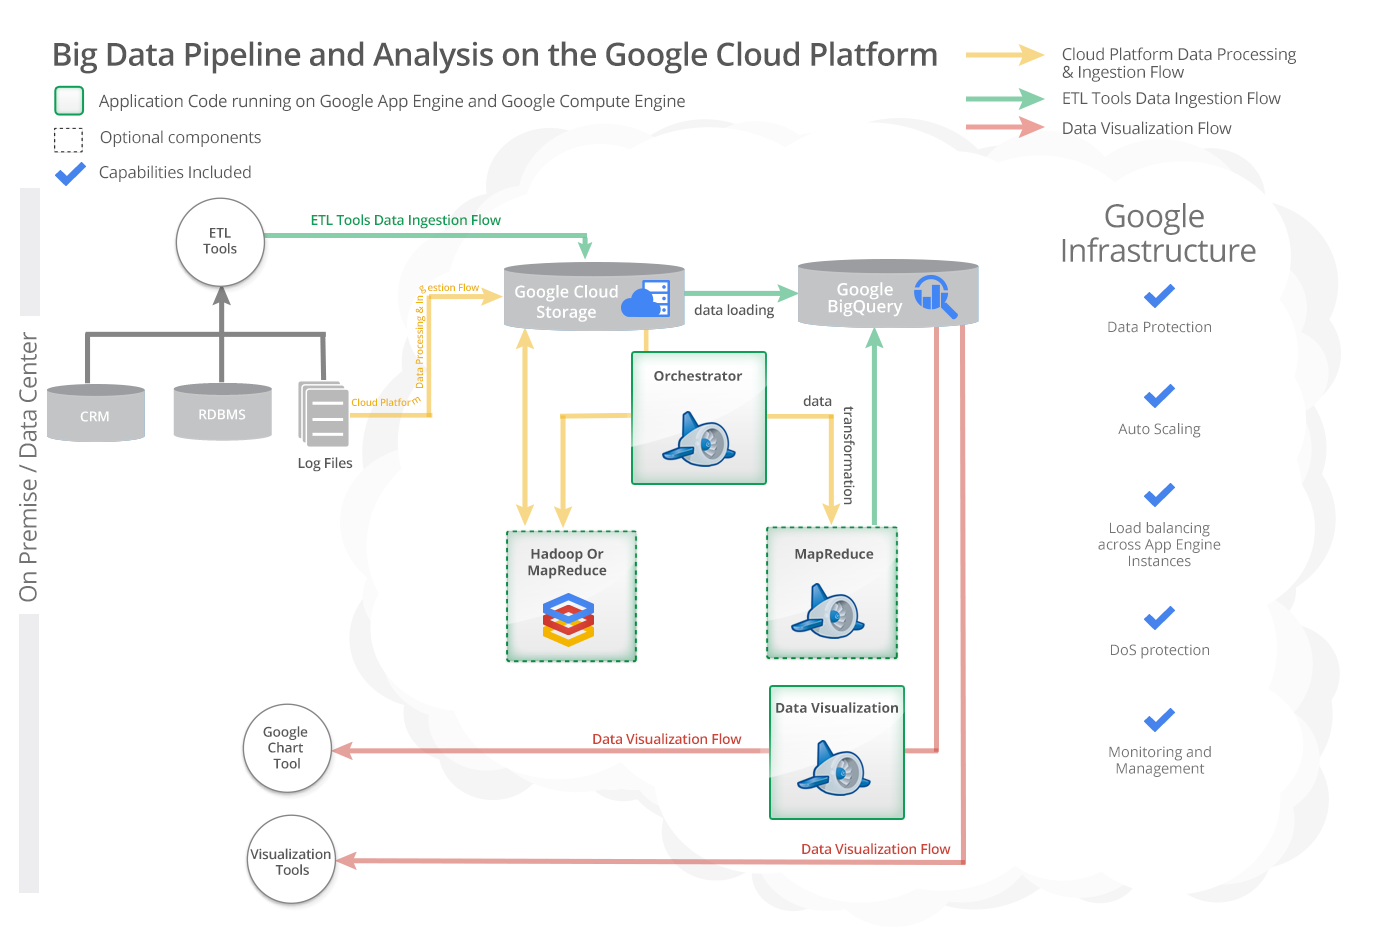 Big Data Pipeline and Analysis on the Google Cloud Platform
Application Code running on Google App Engine and Google Compute Engine
Optional components
Capabilities Included
Cloud Platform Data Processing
& Ingestion Flow
ETL Tools Data Ingestion Flow
Data Visualization Flow
On Premise / Data Center
ETL
Tools
ETL Tools Data Ingestion Flow
CRM
RDBMS
Log Files
Cloud Platform Data Processing & Ingestion Flow
Google Cloud
Storage
data loading
Google
BigQuery
Orchestrator
data
transformation
Hadoop Or
MapReduce
MapReduce
Data Visualization
Data Visualization Flow
Google
Chart
Tool
Data Visualization Flow
Visualization
Tools
Google
Infrastructure
Data Protection
Auto Scaling
Load balancing
across App Engine
Instances
DoS protection
Monitoring and
Management